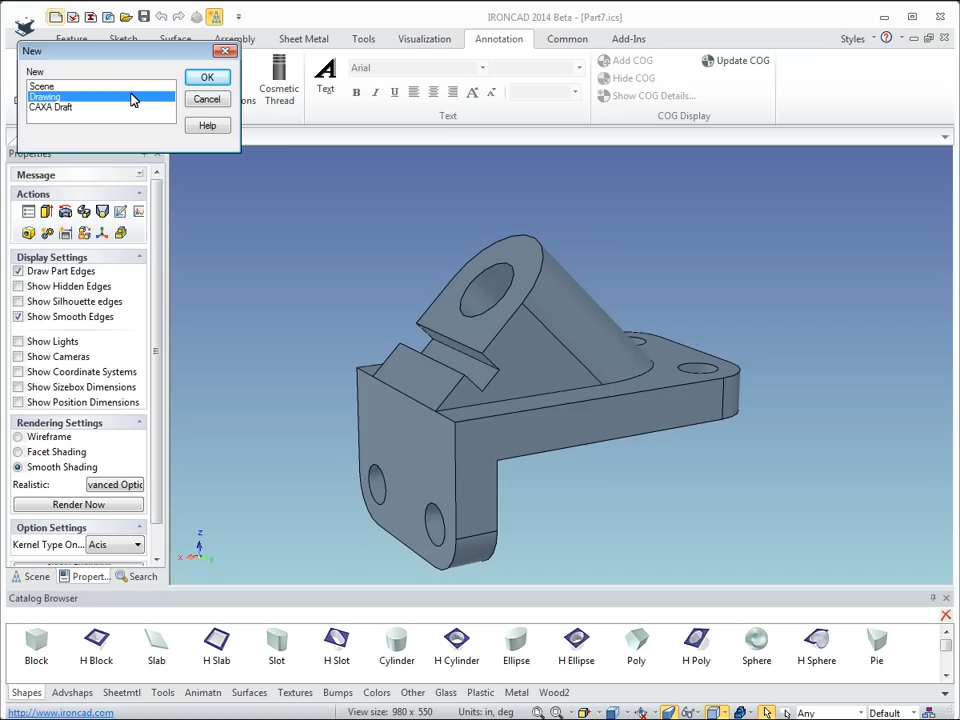 IRONCAD 2014 Beta - [Part7.ics]
Feature Sketch Surface Assembly Sheet Metal Tools Visualization Annotation Common Add-Ins Styles
New
New
Scene
Drawing
CAXA Draft
OK
Cancel
Help
Cosmetic
Thread
Text
Arial
B I U
Text
Add COG
Hide COG
Show COG Details...
Update COG
COG Display
Properties
Message
Actions
Display Settings
Draw Part Edges
Show Hidden Edges
Show Silhouette edges
Show Smooth Edges
Show Lights
Show Cameras
Show Coordinate Systems
Show Sizebox Dimensions
Show Position Dimensions
Rendering Settings
Wireframe
Facet Shading
Smooth Shading
Realistic: vanced Optic
Render Now
Option Settings
Kernel Type On... Acis
Scene Propert... Search
Z
X Y
Catalog Browser
Block H Block Slab H Slab Slot H Slot Cylinder H Cylinder Ellipse H Ellipse Poly H Poly Sphere H Sphere Pie
Shapes Advshaps Sheetmtl Tools Animatn Surfaces Textures Bumps Colors Other Glass Plastic Metal Wood2
http://www.ironcad.com View size: 980 x 550 Units: in, deg Any Default